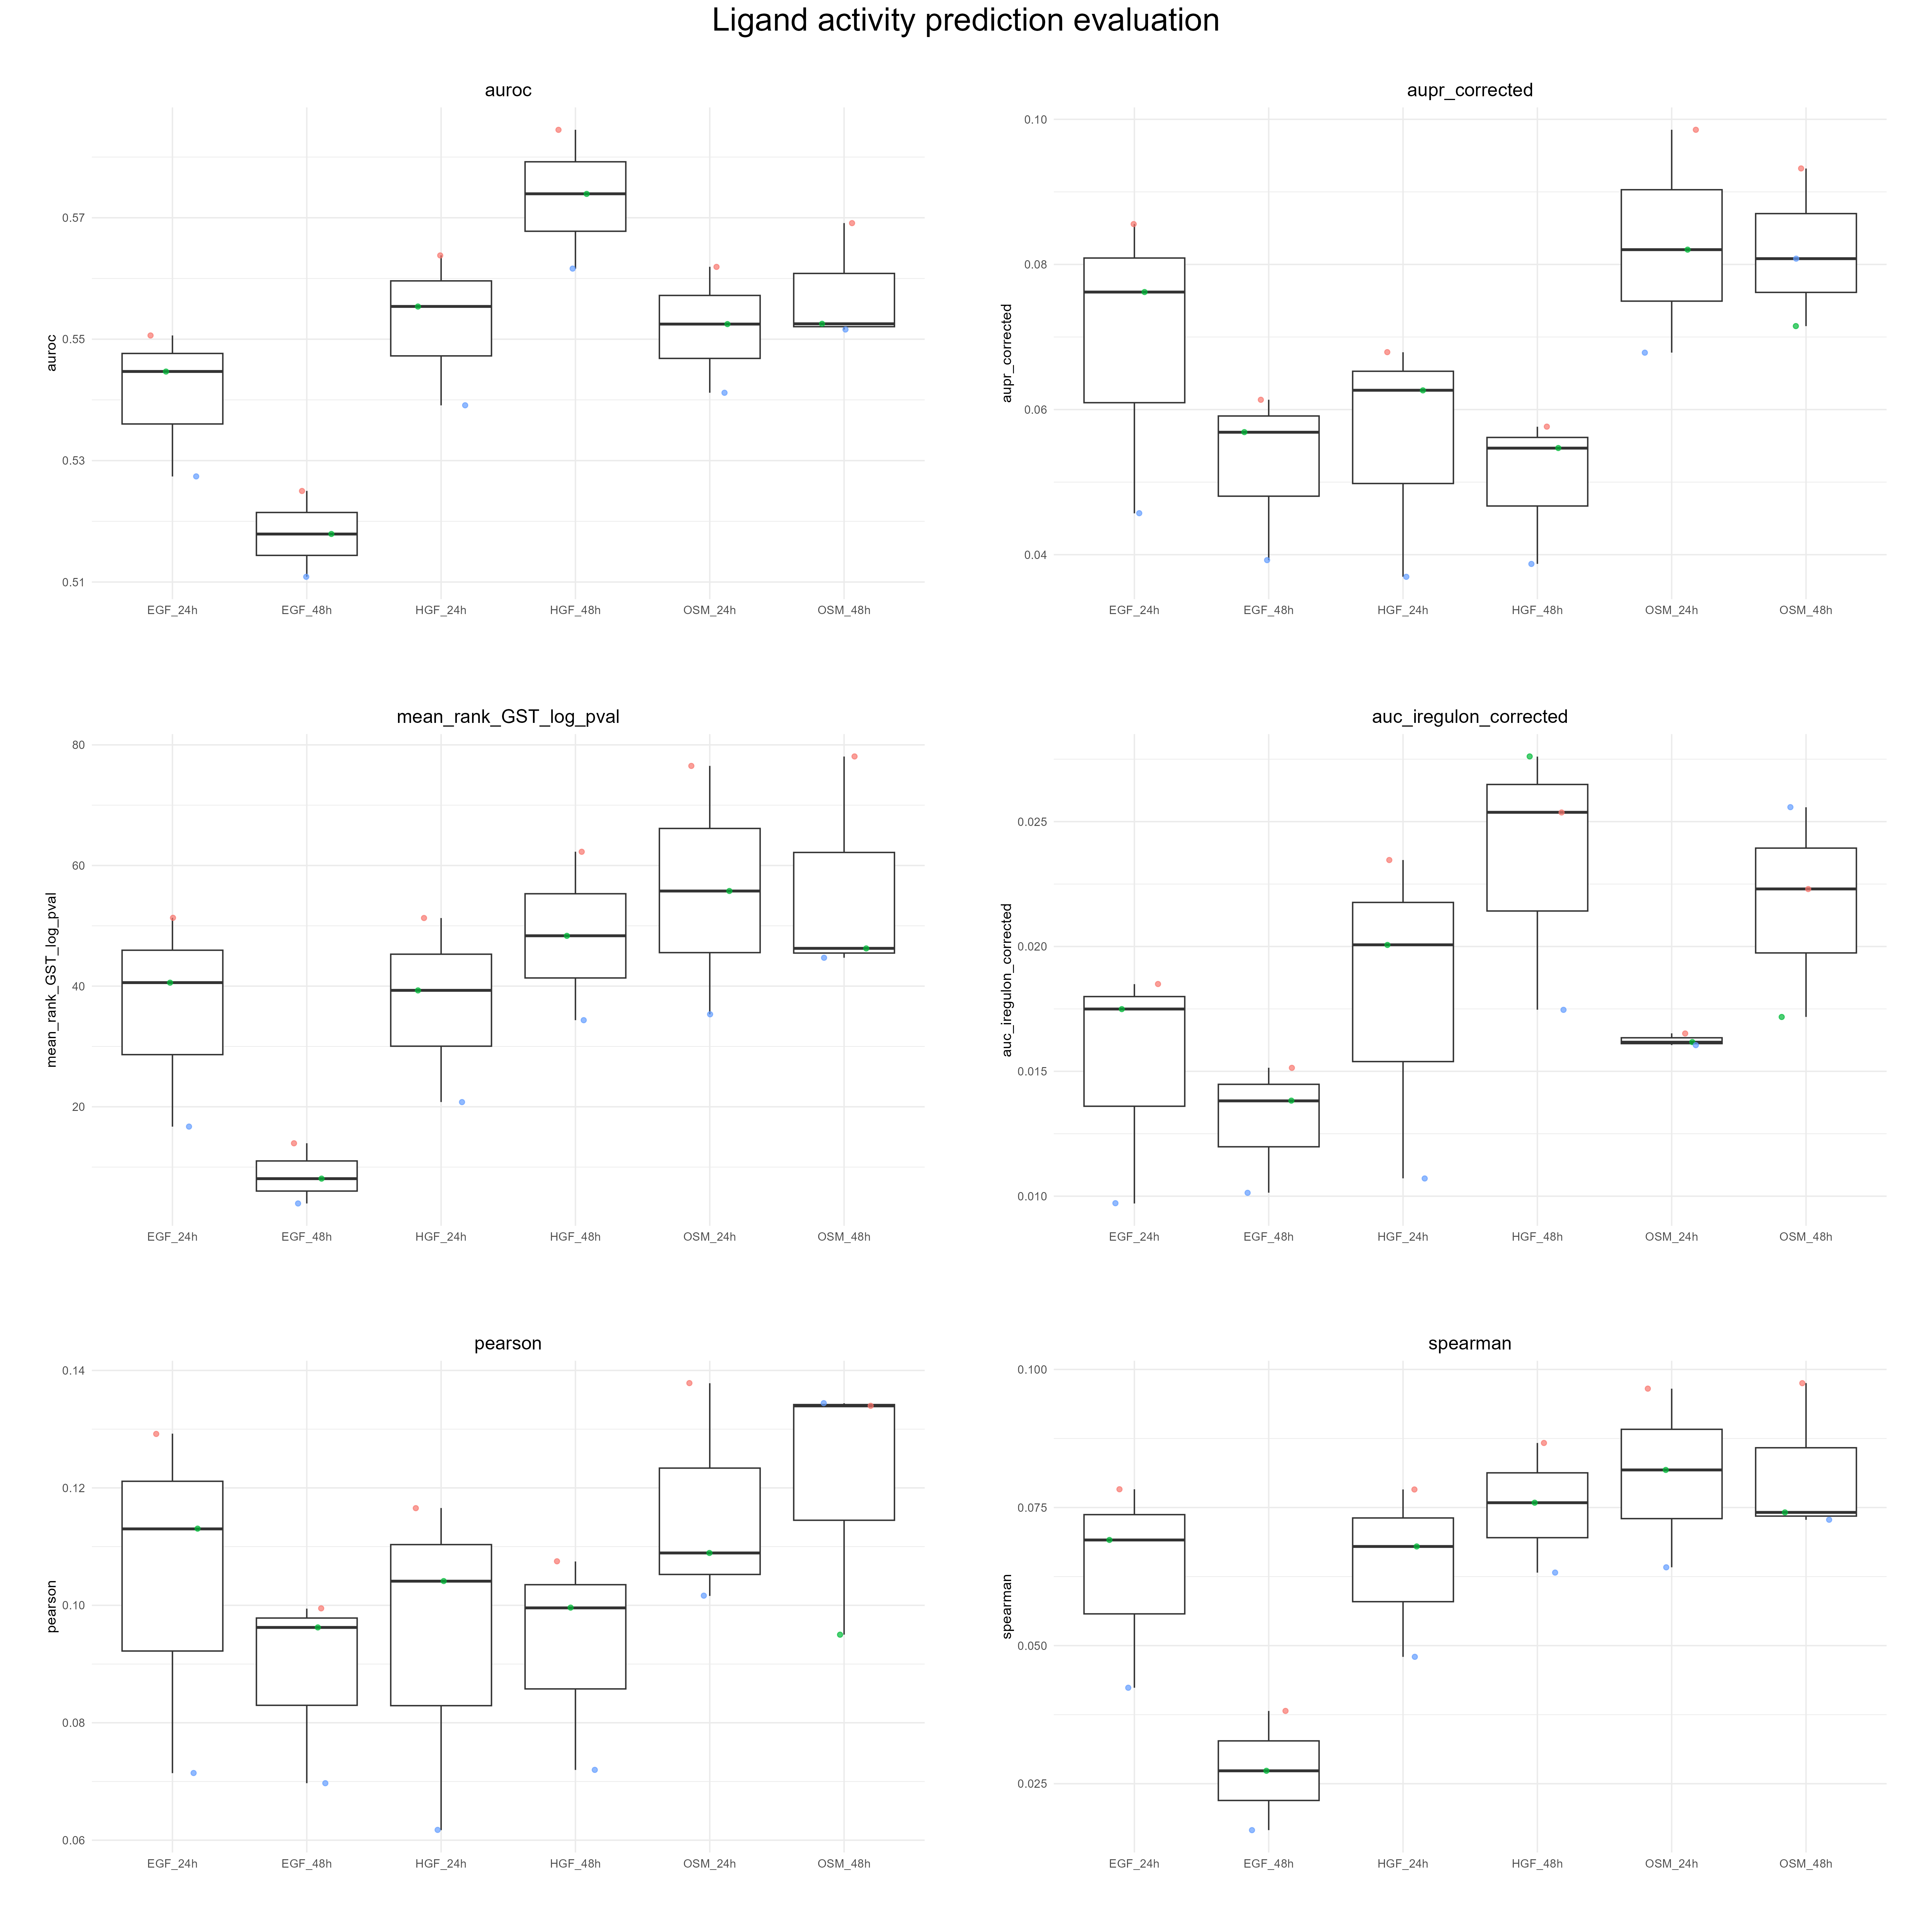 Ligand activity prediction evaluation
auroc
auroc
0.57
0.55
0.53
0.51
EGF_24h EGF_48h HGF_24h HGF_48h OSM_24h OSM_48h
aupr_corrected
aupr_corrected
0.10
0.08
0.06
0.04
EGF_24h EGF_48h HGF_24h HGF_48h OSM_24h OSM_48h
mean_rank_GST_log_pval
mean_rank_GST_log_pval
80
60
40
20
EGF_24h EGF_48h HGF_24h HGF_48h OSM_24h OSM_48h
auc_iregulon_corrected
auc_iregulon_corrected
0.025
0.020
0.015
0.010
EGF_24h EGF_48h HGF_24h HGF_48h OSM_24h OSM_48h
pearson
pearson
0.14
0.12
0.10
0.08
0.06
EGF_24h EGF_48h HGF_24h HGF_48h OSM_24h OSM_48h
spearman
spearman
0.100
0.075
0.050
0.025
EGF_24h EGF_48h HGF_24h HGF_48h OSM_24h OSM_48h